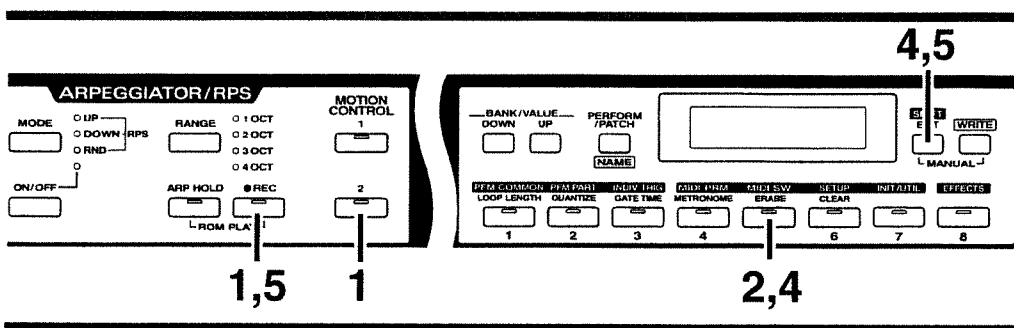 4,5
ARPEGGIATOR/RPS
MODE
UP
DOWN
RND
RPS
RANGE
1 OCT
2 OCT
3 OCT
4 OCT
MOTION
CONTROL
1
ON/OFF
ARP HOLD
REC
2
ROM PLAY
BANK/VALUE
DOWN UP
PERFORM
/PATCH
NAME
WRITE
MANUAL
PFM COMMON PFM PART INDIV TRIG MIDI PRM MIDI SW SETUP INIT/UTIL EFFECTS
LOOP LENGTH QUANTIZE GATE TIME METRONOME ERASE CLEAR
1 2 3 4 6 7 8
1,5 1 2,4